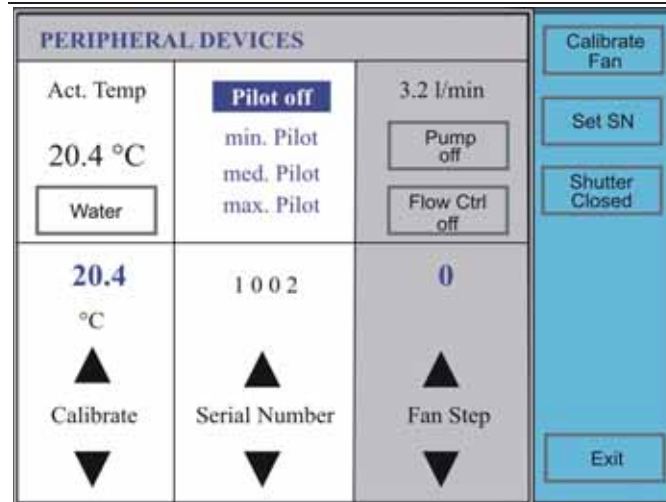 PERIPHERAL DEVICES
Act. Temp
20.4 °C
Water
Pilot off
min. Pilot
med. Pilot
max. Pilot
3.2 l/min
Pump
off
Flow Ctrl
off
20.4
°C
Calibrate
1 0 0 2
Serial Number
0
Fan Step
Calibrate
Fan
Set SN
Shutter
Closed
Exit